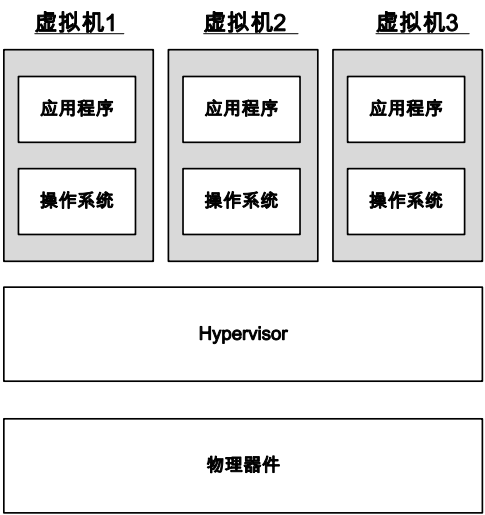 虚拟机1 虚拟机2 虚拟机3
应用程序 应用程序 应用程序
操作系统 操作系统 操作系统
Hypervisor
物理器件